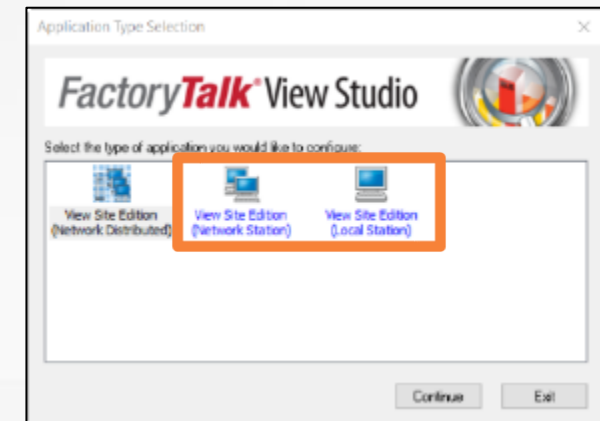 Application Type Selection
FactoryTalk View Studio
Select the type of application you would like to configure:
View Site Edition
(Network Distributed)
View Site Edition
(Network Station)
View Site Edition
(Local Station)
Continue
Exit